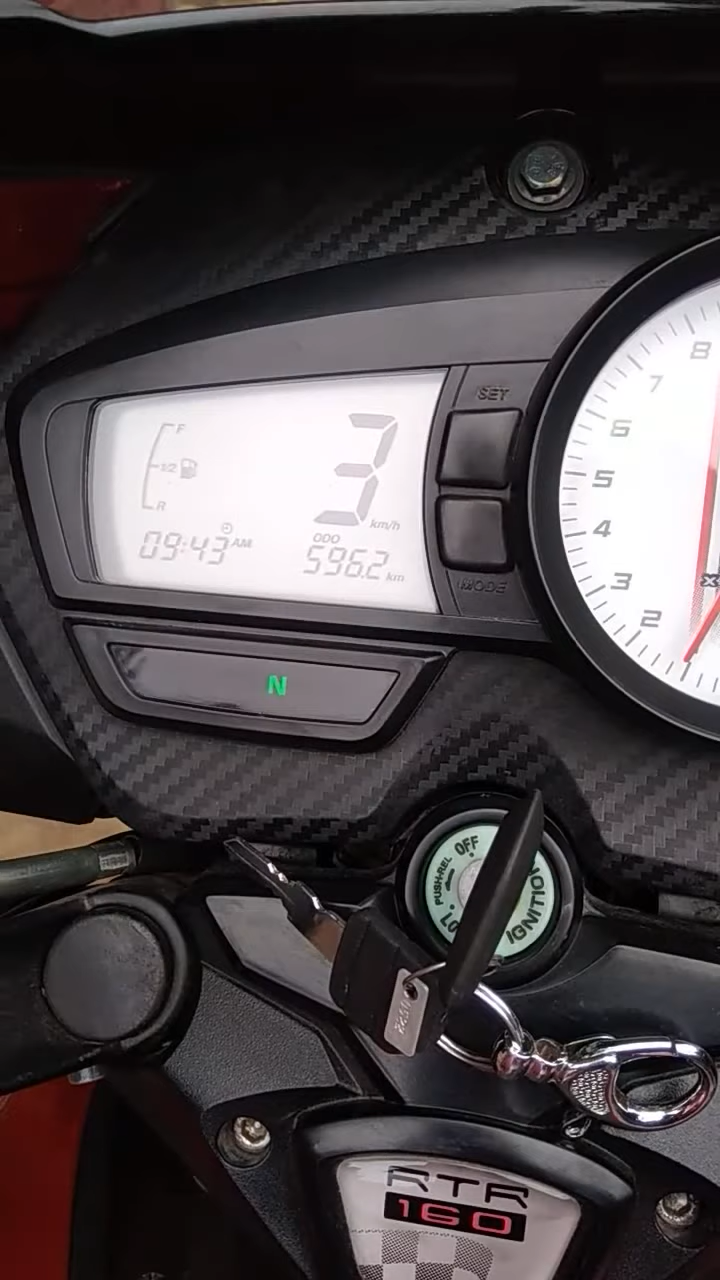 SET
F
1/2
R
3
km/h
09:43 AM
ODO
596.2 km
MODE
8
7
6
5
4
3
2
1
N
OFF
PUSH-REL
IGNITION
RTR
160